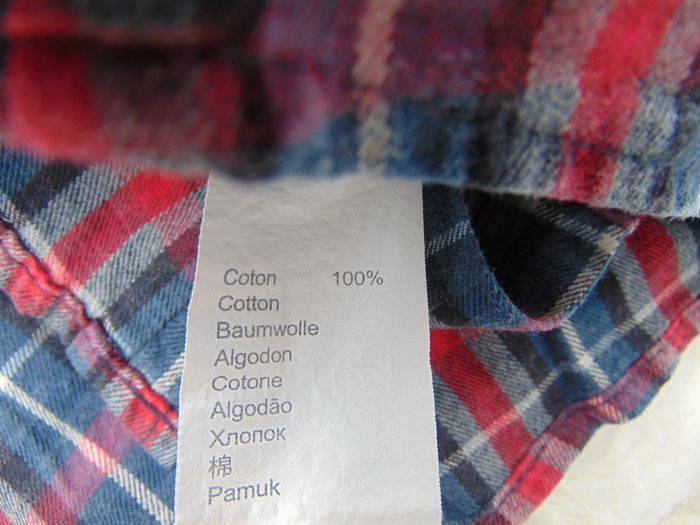 Coton 100%
Cotton
Baumwolle
Algodon
Cotone
Algodão
Хлопок
棉
Pamuk